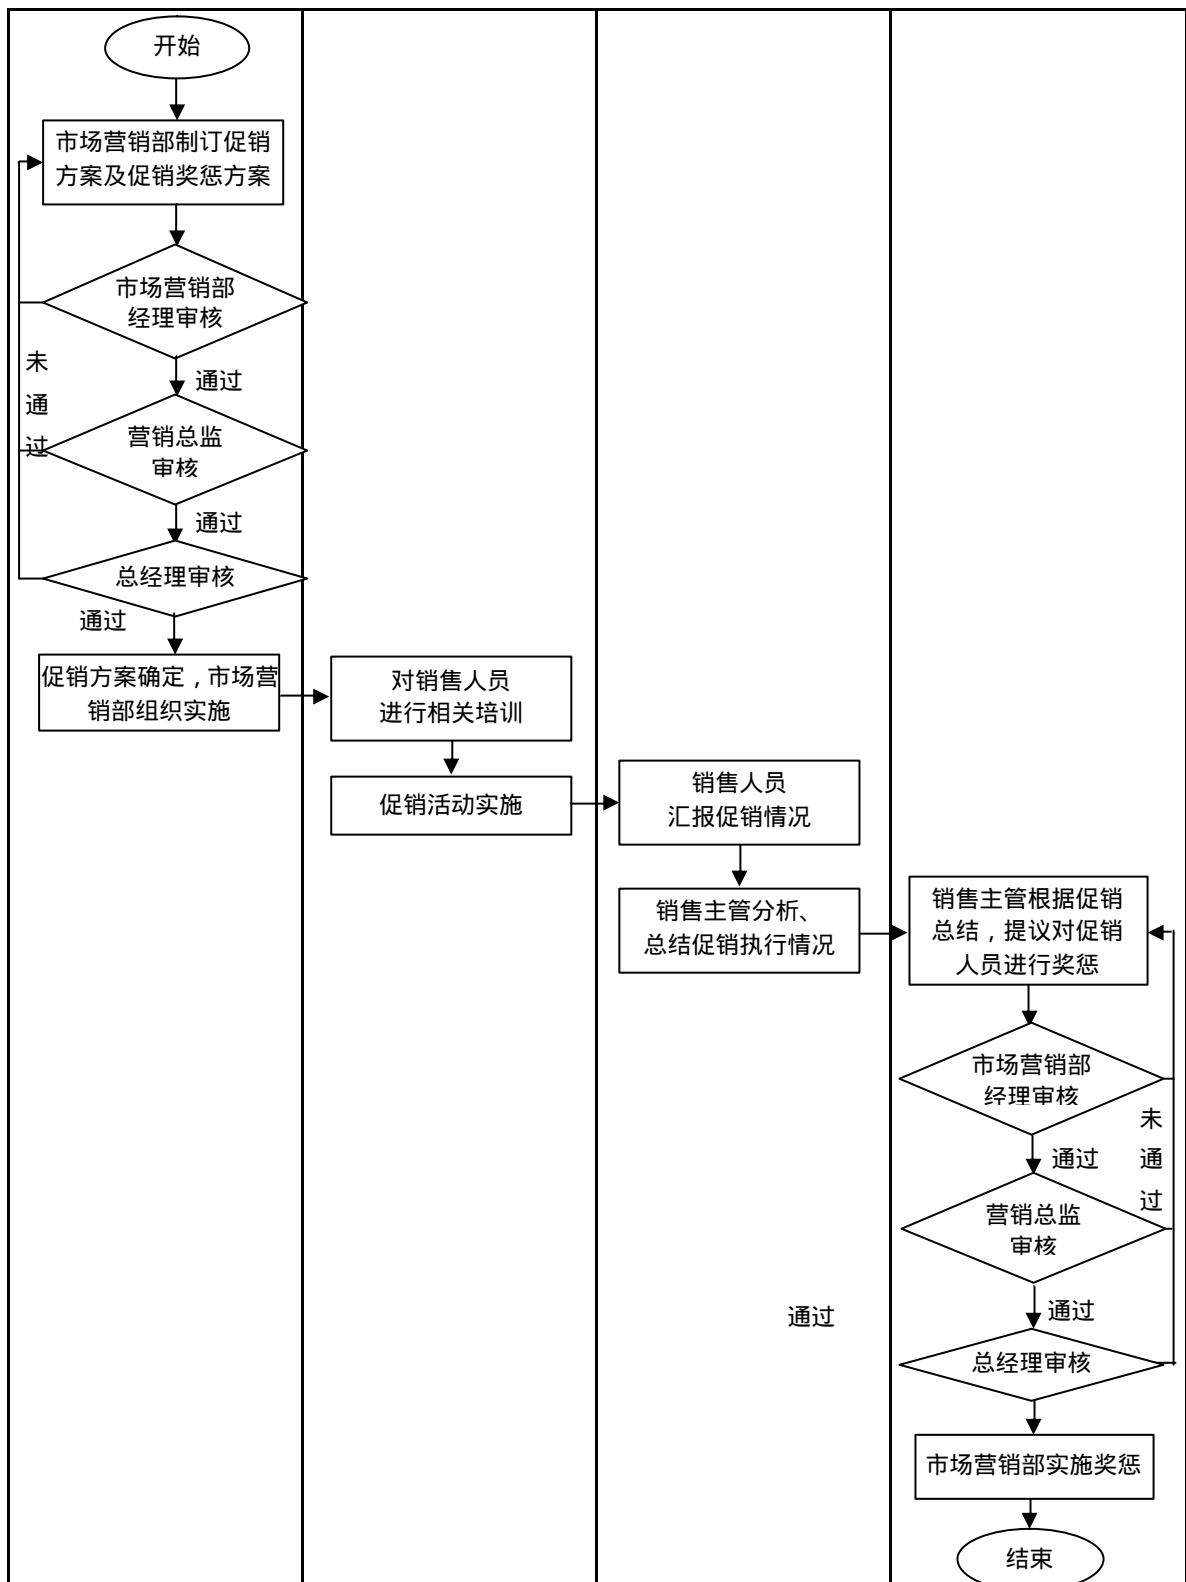 开始
市场营销部制订促销
方案及促销奖惩方案
市场营销部
经理审核
未
通
过
通过
营销总监
审核
通过
总经理审核
通过
促销方案确定，市场营
销部组织实施
对销售人员
进行相关培训
促销活动实施
销售人员
汇报促销情况
销售主管分析、
总结促销执行情况
销售主管根据促销
总结，提议对促销
人员进行奖惩
市场营销部
经理审核
未
通
过
通过
营销总监
审核
通过
通过
总经理审核
市场营销部实施奖惩
结束